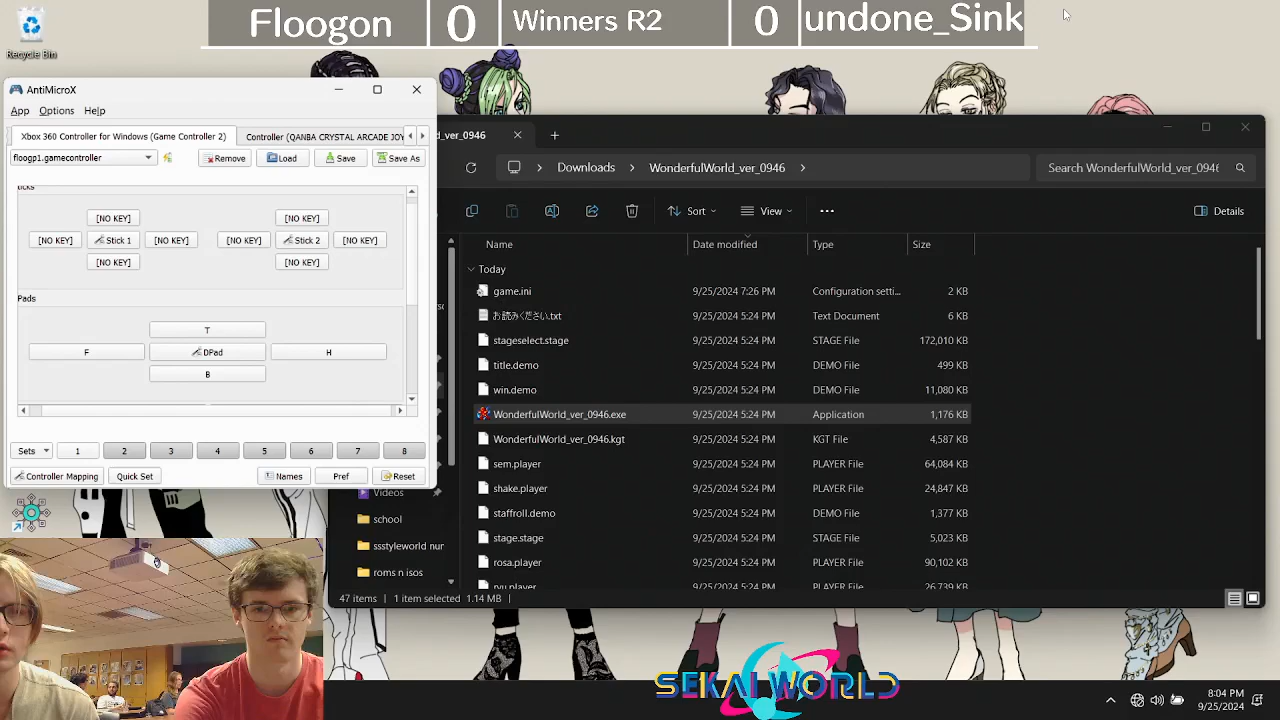 Floogon 0 Winners R2 0 undone_Sink
Recycle Bin
AntiMicroX
App Options Help
Xbox 360 Controller for Windows (Game Controller 2) Controller (QANBA CRYSTAL ARCADE JOY
floogp1.gamecontroller Remove Load Save Save As
[NO KEY] [NO KEY]
[NO KEY] Stick 1 [NO KEY] [NO KEY] Stick 2 [NO KEY]
[NO KEY] [NO KEY]
Pads
T
F DPad H
B
Sets 1 2 3 4 5 6 7 8
Controller Mapping Quick Set Names Pref Reset
d_ver_0946
Downloads WonderfulWorld_ver_0946 Search WonderfulWorld_ver_0946
Sort View Details
Name Date modified Type Size
Today
game.ini 9/25/2024 7:26 PM Configuration setti... 2 KB
お読みください.txt 9/25/2024 5:24 PM Text Document 6 KB
stageselect.stage 9/25/2024 5:24 PM STAGE File 172,010 KB
title.demo 9/25/2024 5:24 PM DEMO File 499 KB
win.demo 9/25/2024 5:24 PM DEMO File 11,080 KB
WonderfulWorld_ver_0946.exe 9/25/2024 5:24 PM Application 1,176 KB
WonderfulWorld_ver_0946.kgt 9/25/2024 5:24 PM KGT File 4,587 KB
sem.player 9/25/2024 5:24 PM PLAYER File 64,084 KB
shake.player 9/25/2024 5:24 PM PLAYER File 24,847 KB
staffroll.demo 9/25/2024 5:24 PM DEMO File 1,377 KB
stage.stage 9/25/2024 5:24 PM STAGE File 5,023 KB
rosa.player 9/25/2024 5:24 PM PLAYER File 90,102 KB
ryu.player 9/25/2024 5:24 PM PLAYER File 26,739 KB
Videos
school
ssstyleworld nur
roms n isos
47 items 1 item selected 1.14 MB
SEKAI WORLD
8:04 PM
9/25/2024